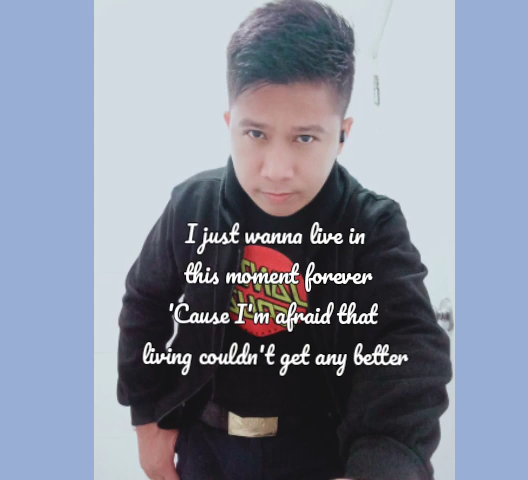 I just wanna live in
this moment forever
'Cause I'm afraid that
living couldn't get any better